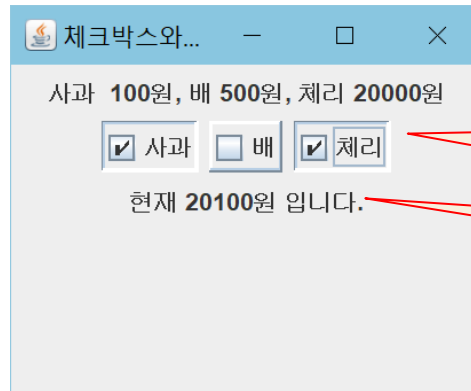 체크박스와...
사과 100원, 배 500원, 체리 20000원
사과 배 체리
현재 20100원 입니다.